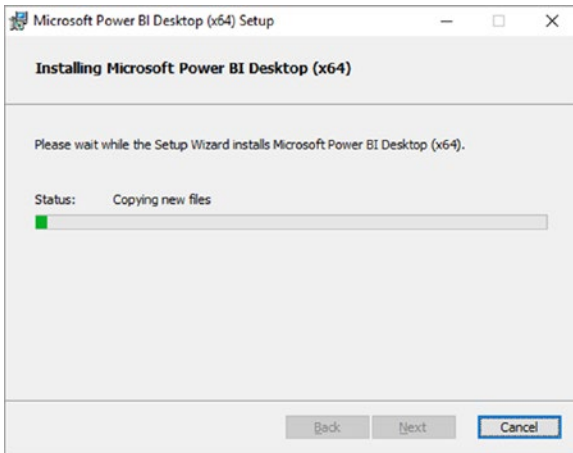 Microsoft Power BI Desktop (x64) Setup
Installing Microsoft Power BI Desktop (x64)
Please wait while the Setup Wizard installs Microsoft Power BI Desktop (x64).
Status: Copying new files
Back Next Cancel